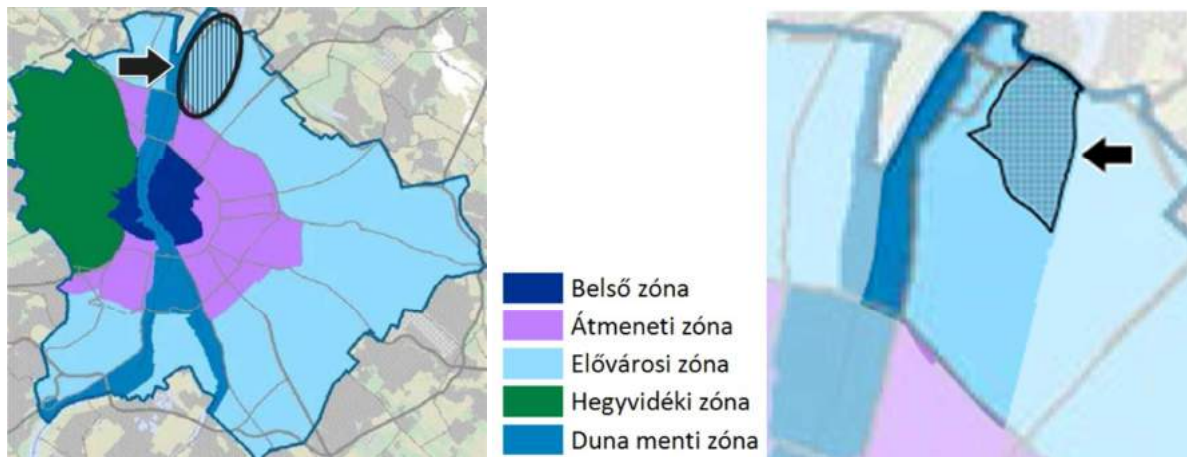 Belső zóna
Átmeneti zóna
Elővárosi zóna
Hegyvidéki zóna
Duna menti zóna